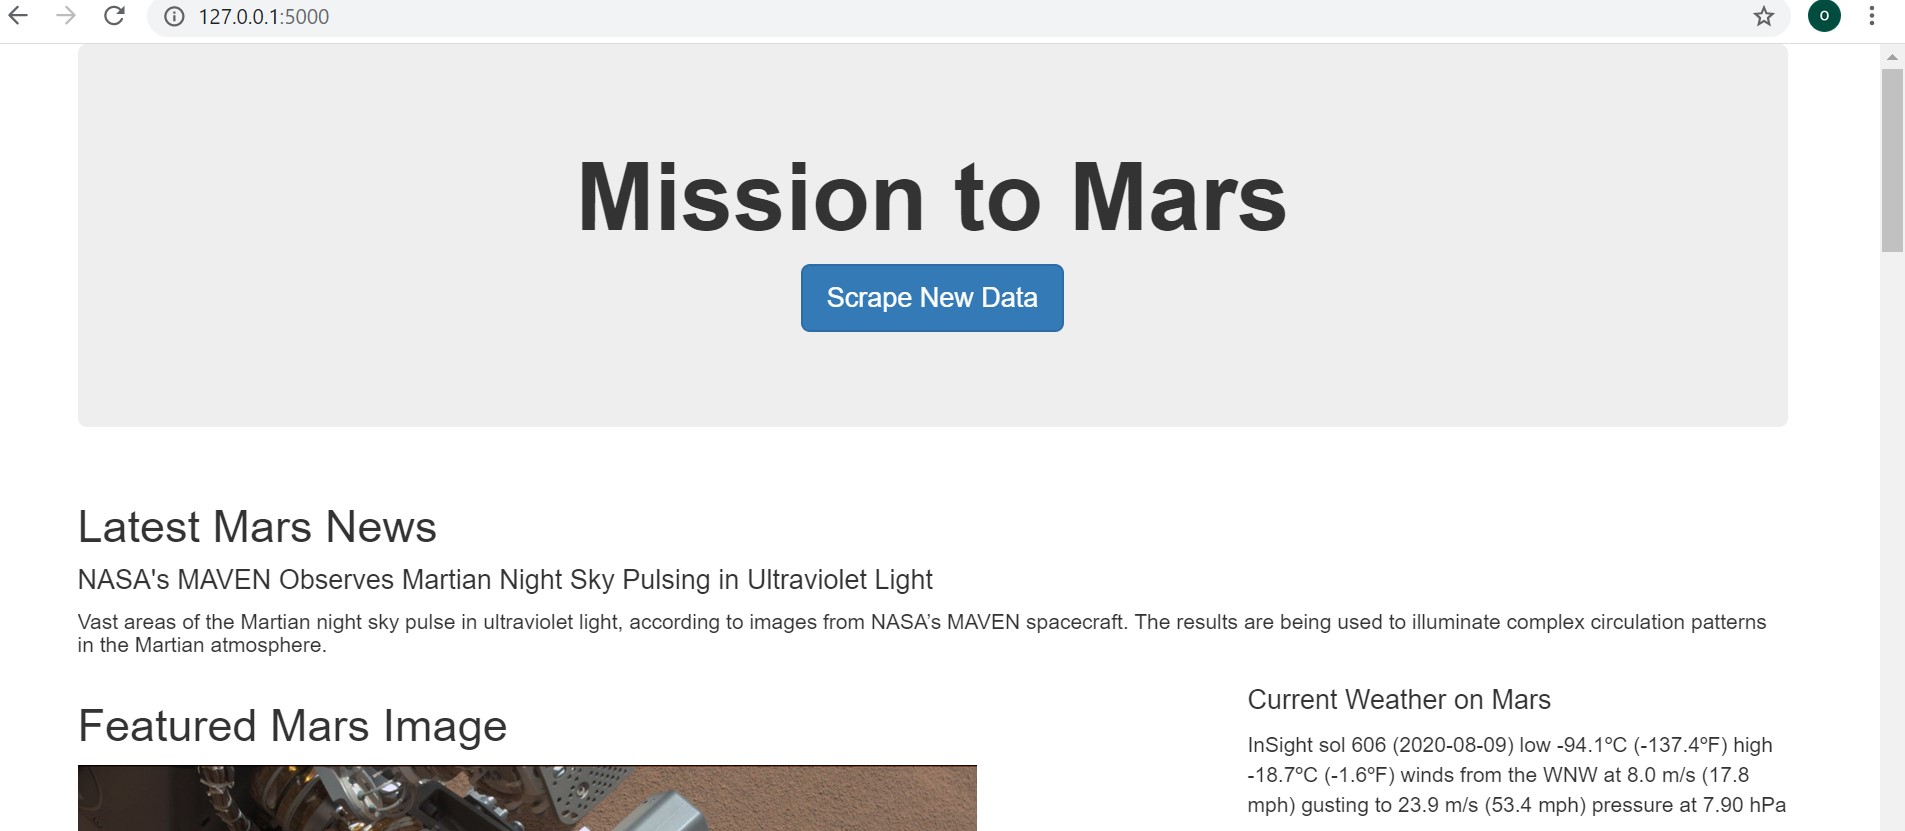 127.0.0.1:5000
O
Mission to Mars
Scrape New Data
Latest Mars News
NASA's MAVEN Observes Martian Night Sky Pulsing in Ultraviolet Light
Vast areas of the Martian night sky pulse in ultraviolet light, according to images from NASA’s MAVEN spacecraft. The results are being used to illuminate complex circulation patterns
in the Martian atmosphere.
Featured Mars Image
Current Weather on Mars
InSight sol 606 (2020-08-09) low -94.1ºC (-137.4ºF) high
-18.7ºC (-1.6ºF) winds from the WNW at 8.0 m/s (17.8
mph) gusting to 23.9 m/s (53.4 mph) pressure at 7.90 hPa